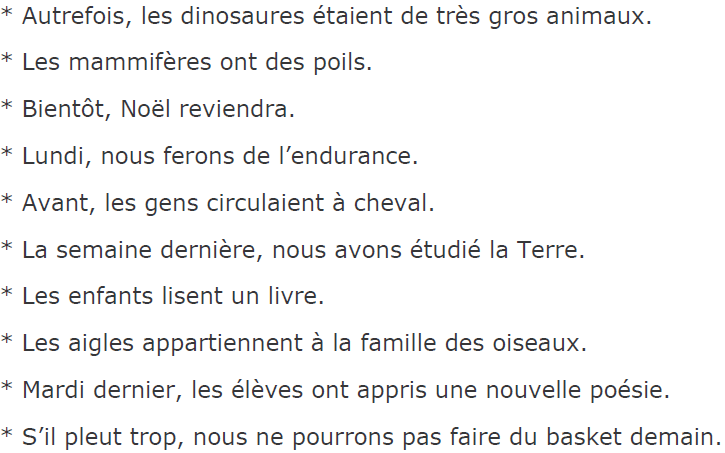 * Autrefois, les dinosaures étaient de très gros animaux.
* Les mammifères ont des poils.
* Bientôt, Noël reviendra.
* Lundi, nous ferons de l’endurance.
* Avant, les gens circulaient à cheval.
* La semaine dernière, nous avons étudié la Terre.
* Les enfants lisent un livre.
* Les aigles appartiennent à la famille des oiseaux.
* Mardi dernier, les élèves ont appris une nouvelle poésie.
* S’il pleut trop, nous ne pourrons pas faire du basket demain.